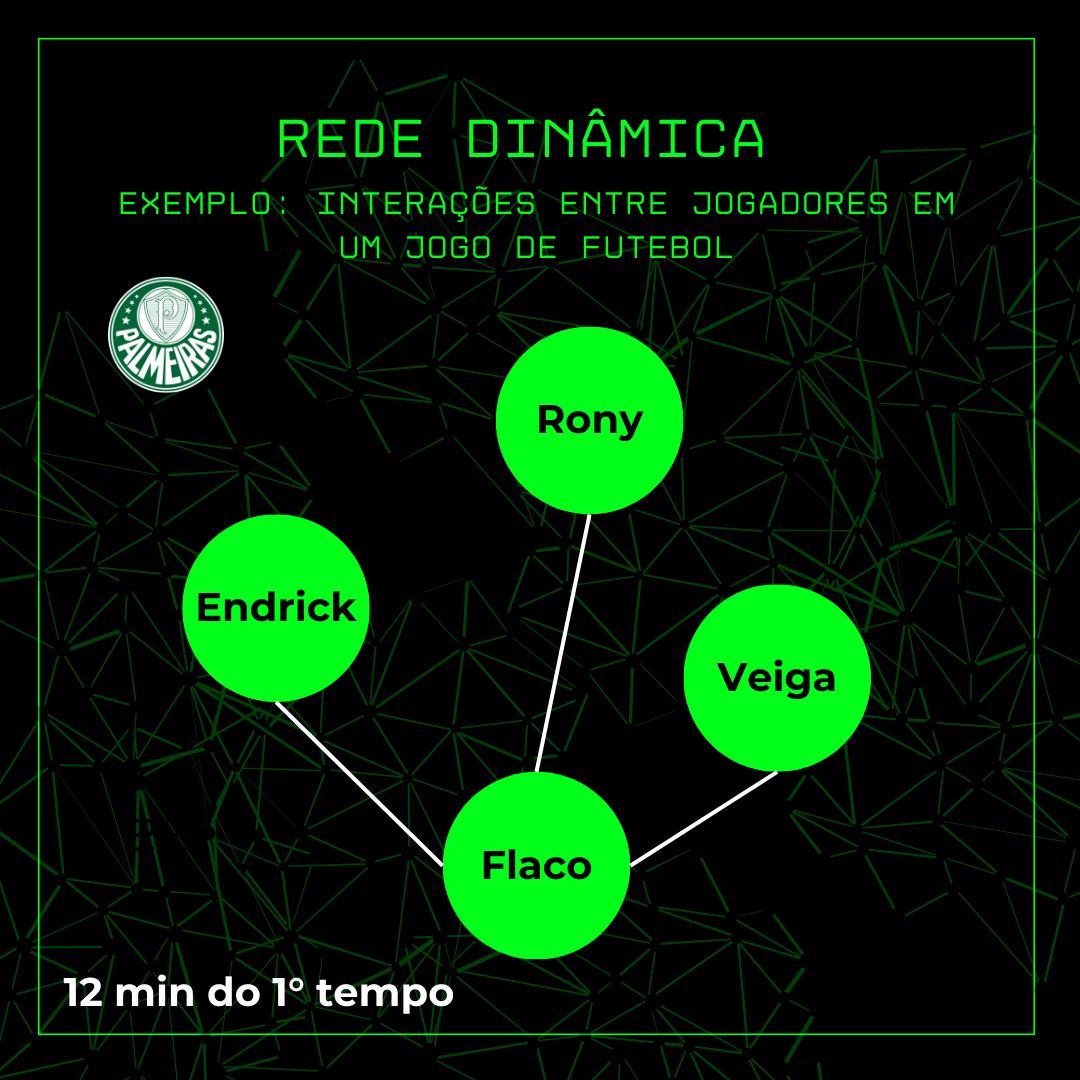 REDE DINÂMICA
EXEMPLO: INTERAÇÕES ENTRE JOGADORES EM
UM JOGO DE FUTEBOL
P
PALMEIRAS
Rony
Endrick
Veiga
Flaco
12 min do 1° tempo